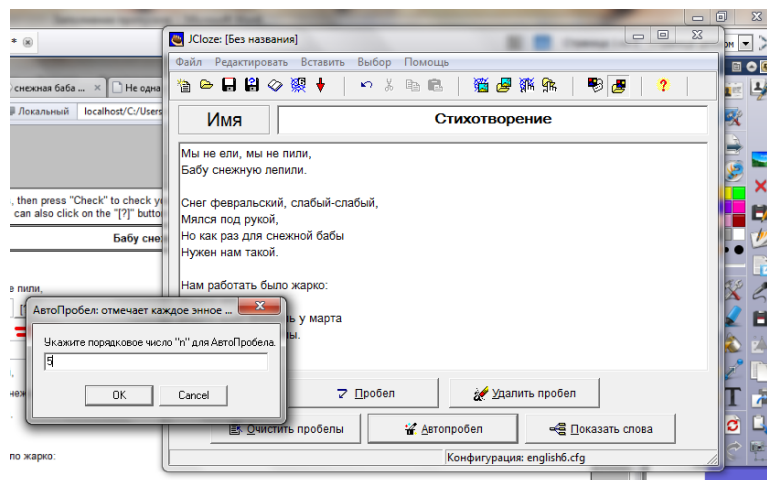 JCloze: [Без названия]
Файл Редактировать Вставить Выбор Помощь
снежная баба ... × Не одна
Локальный localhost/C:/Users
Имя
Стихотворение
Мы не ели, мы не пили,
Бабу снежную лепили.
Снег февральский, слабый-слабый,
Мялся под рукой,
Но как раз для снежной бабы
Нужен нам такой.
Нам работать было жарко:
ь у марта
ы.
, then press "Check" to check
can also click on the "[?]"
Бабу
е пили,
по жарко:
АвтоПробел: отмечает каждое энное ...
Укажите порядковое число "n" для АвтоПробела.
5
OK
Cancel
Пробел
Удалить пробел
Очистить пробелы
Автопробел
Показать слова
Конфигурация: english6.cfg